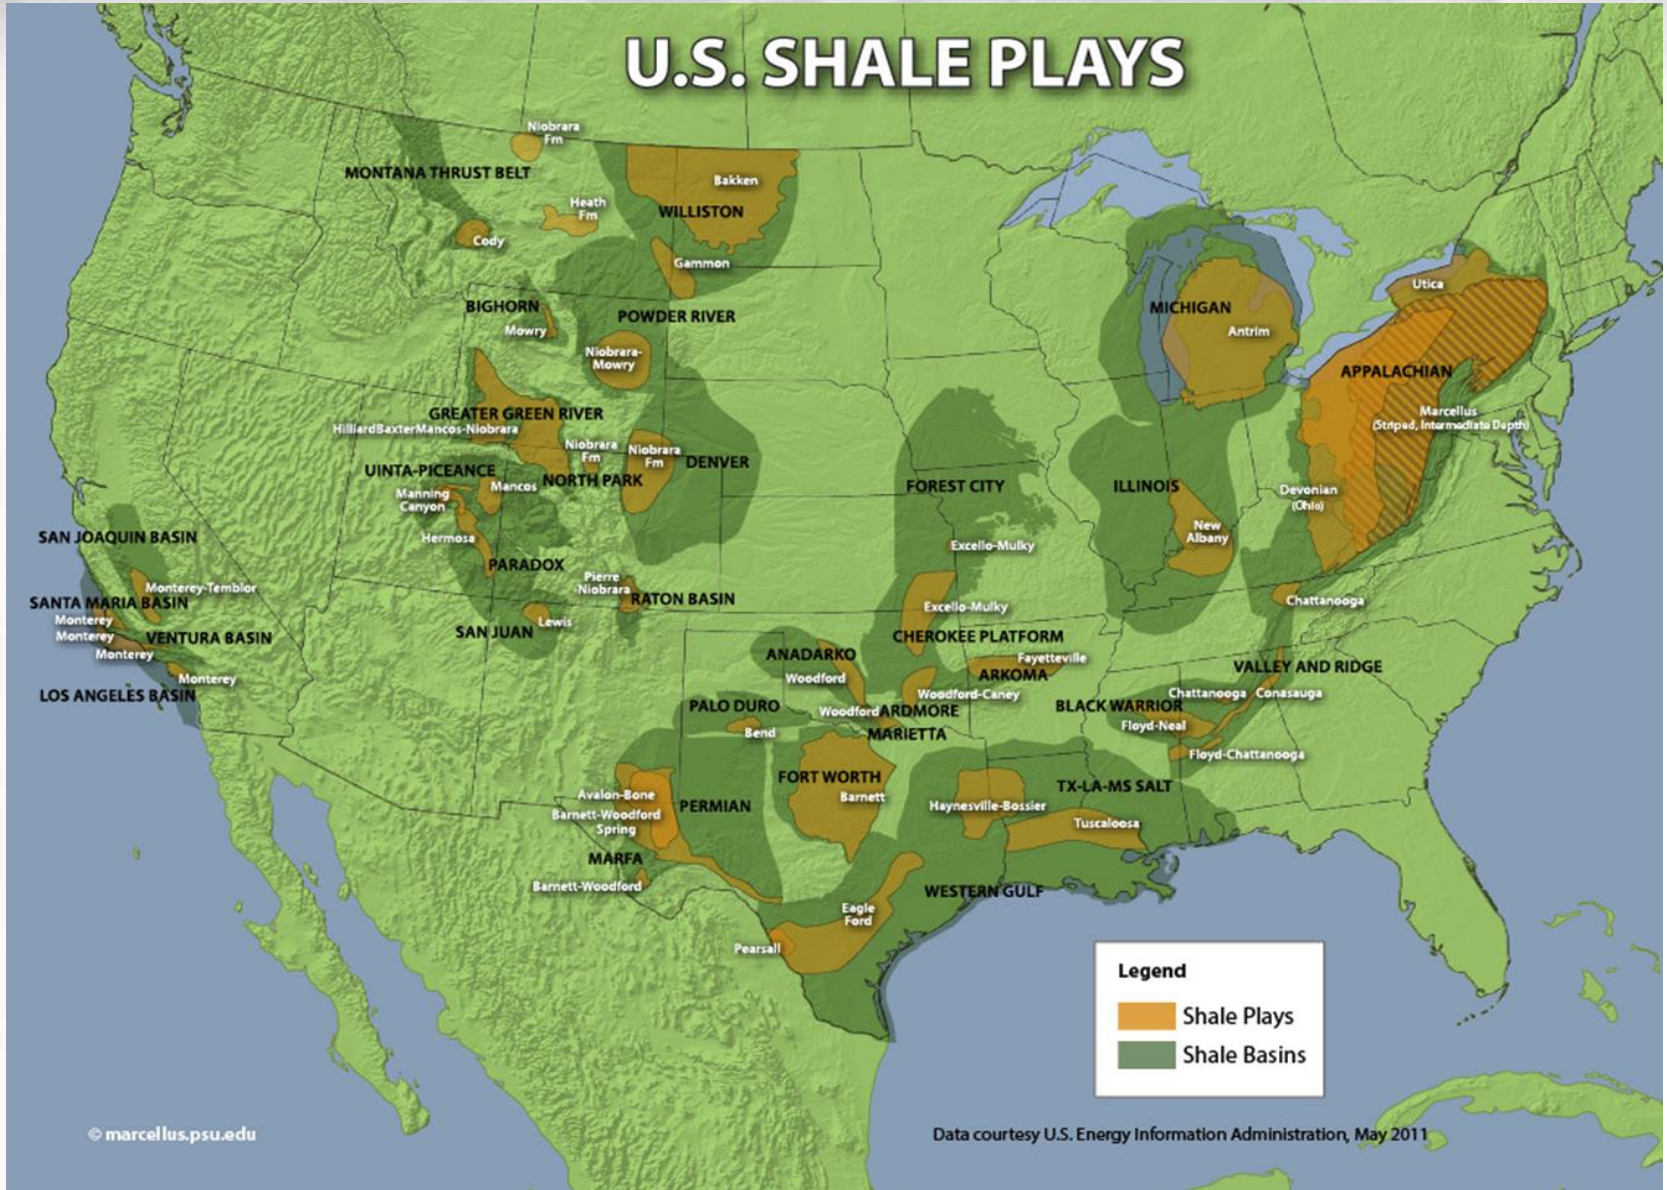 U.S. SHALE PLAYS
Niobrara
Fm
MONTANA THRUST BELT
Bakken
Heath
Fm
WILLISTON
Cody
Gammon
Utica
BIGHORN
Mowry
POWDER RIVER
MICHIGAN
Antrim
Niobrara-
Mowry
APPALACHIAN
GREATER GREEN RIVER
HilliardBaxterMancos-Niobrara
Marcellus
(Striped, Intermediate Depth)
Niobrara
Fm
Niobrara
Fm
DENVER
UINTA-PICEANCE
NORTH PARK
Mancos
Manning
Canyon
FOREST CITY
ILLINOIS
Devonian
(Ohio)
Hermosa
New
Albany
SAN JOAQUIN BASIN
Excello-Mulky
PARADOX
Monterey-Temblor
Pierre
-Niobrara
RATON BASIN
SANTA MARIA BASIN
Excello-Mulky
Chattanooga
Monterey
Monterey
Lewis
SAN JUAN
VENTURA BASIN
CHEROKEE PLATFORM
Monterey
ANADARKO
Fayetteville
VALLEY AND RIDGE
Monterey
Woodford
ARKOMA
LOS ANGELES BASIN
Woodford-Caney
Chattanooga
Conasauga
PALO DURO
Woodford
ARDMORE
BLACK WARRIOR
Bend
MARIETTA
Floyd-Neal
Floyd-Chattanooga
FORT WORTH
Barnett
TX-LA-MS SALT
Avalon-Bone
PERMIAN
Haynesville-Bossier
Barnett-Woodford
Spring
Tuscaloosa
MARFA
Barnett-Woodford
WESTERN GULF
Eagle
Ford
Pearsall
Legend
Shale Plays
Shale Basins
© marcellus.psu.edu
Data courtesy U.S. Energy Information Administration, May 2011